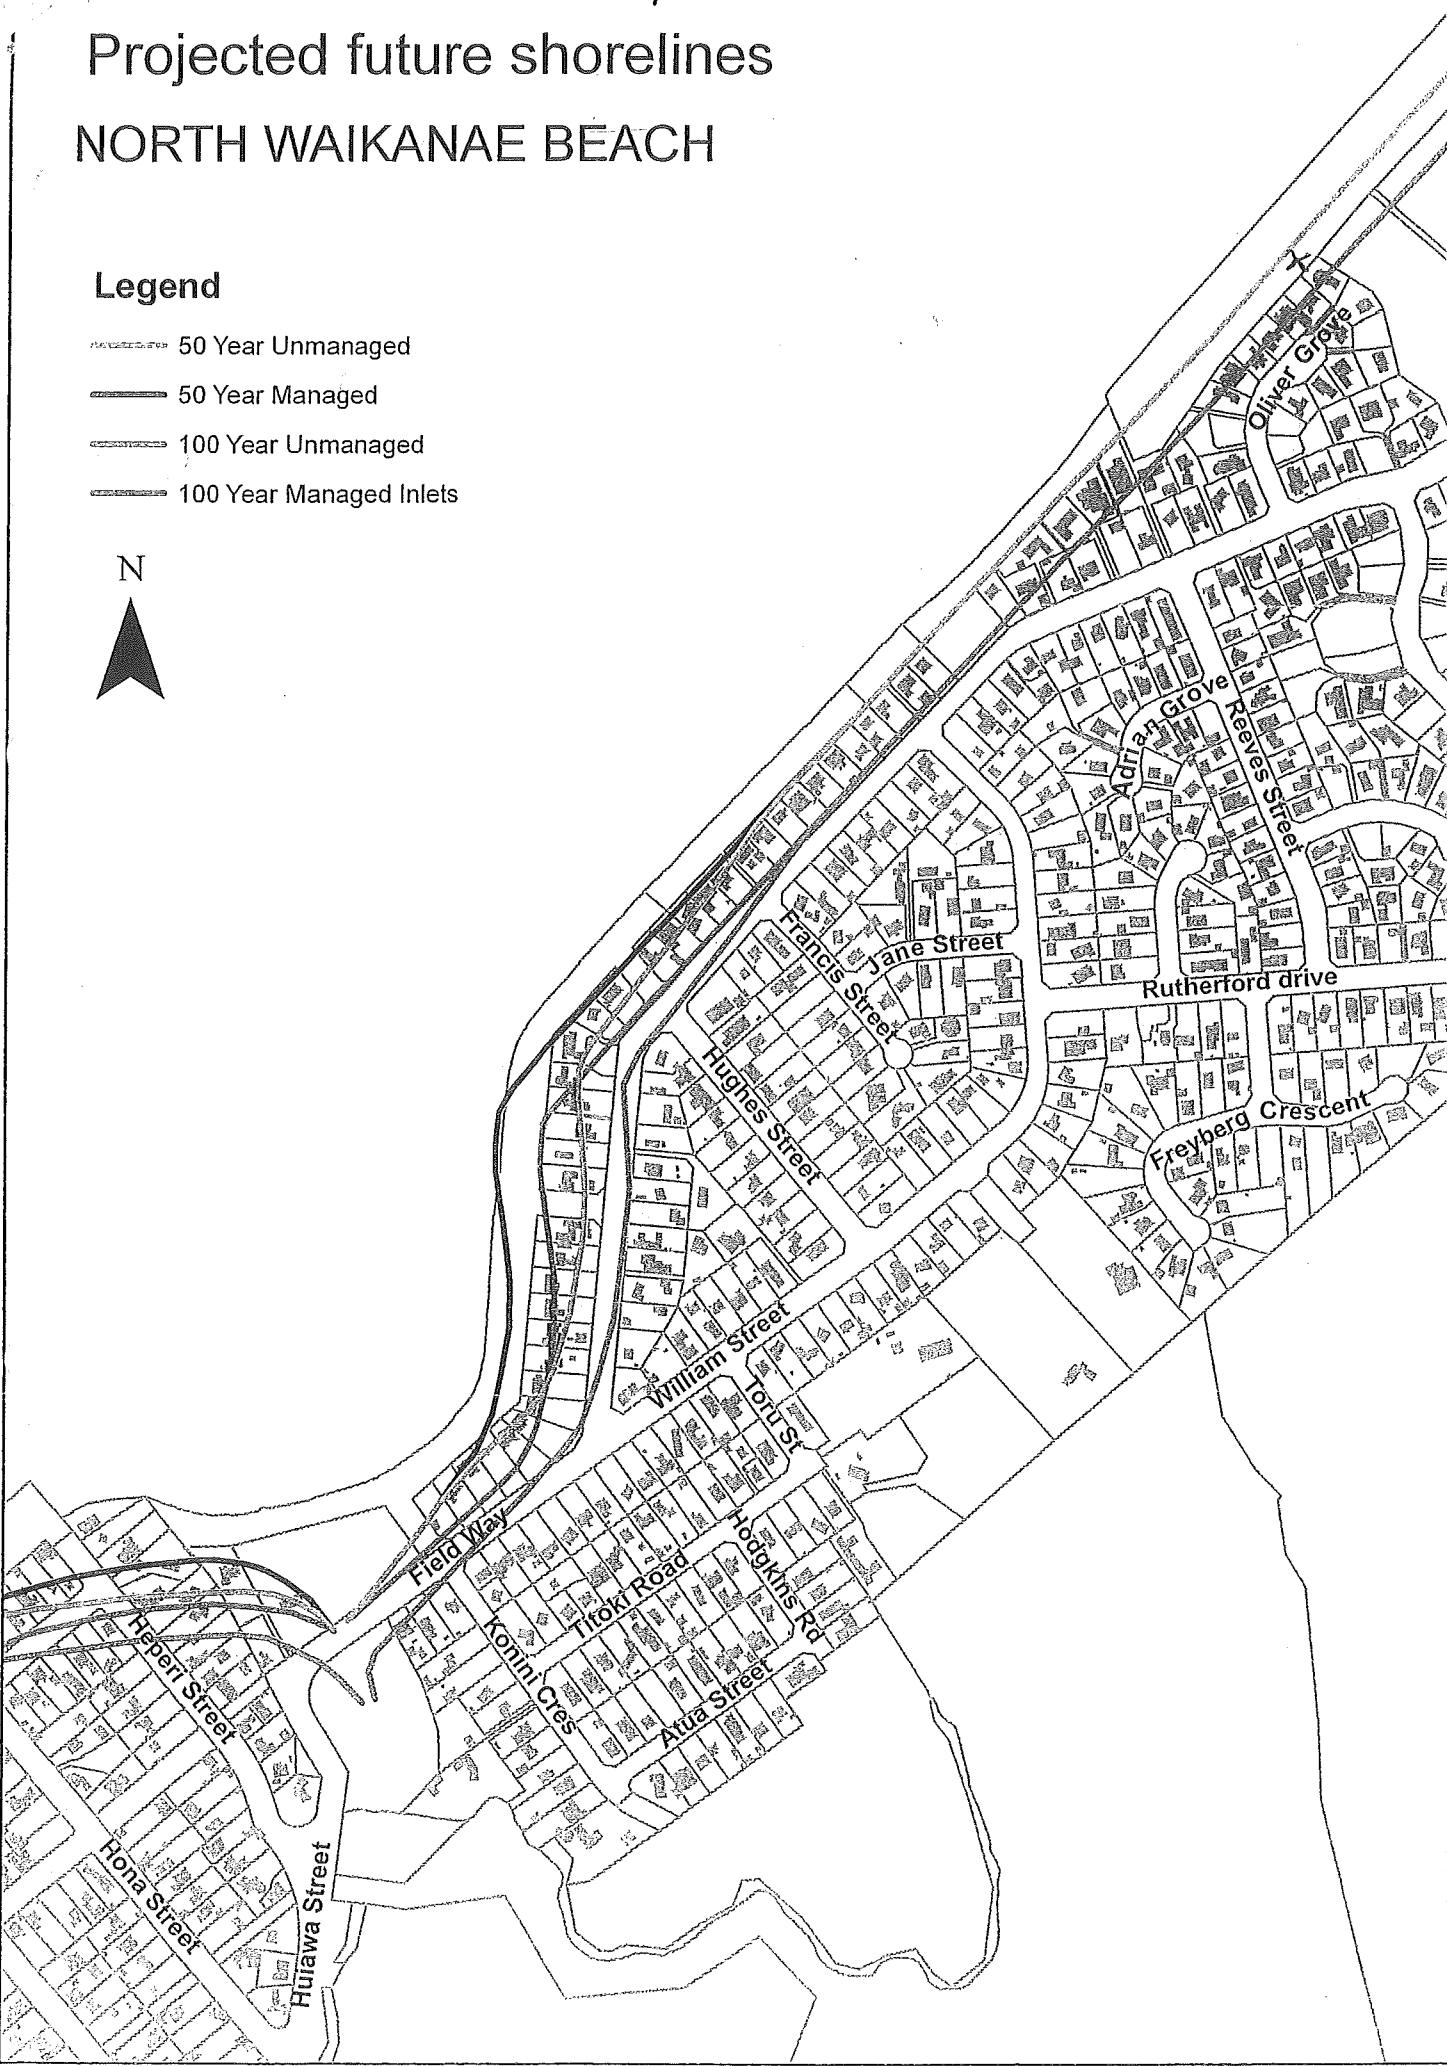 Projected future shorelines
NORTH WAIKANAE BEACH
Legend
50 Year Unmanaged
50 Year Managed
100 Year Unmanaged
100 Year Managed Inlets
N
Oliver Grove
Adrian Grove
Reeves Street
Francis Street
Jane Street
Rutherford drive
Hughes Street
Freyberg Crescent
William Street
Toru St
Field Way
Hodgkins Rd
Titoki Road
Konini Cres
Atua Street
Heperi Street
Hona Street
Huiawa Street